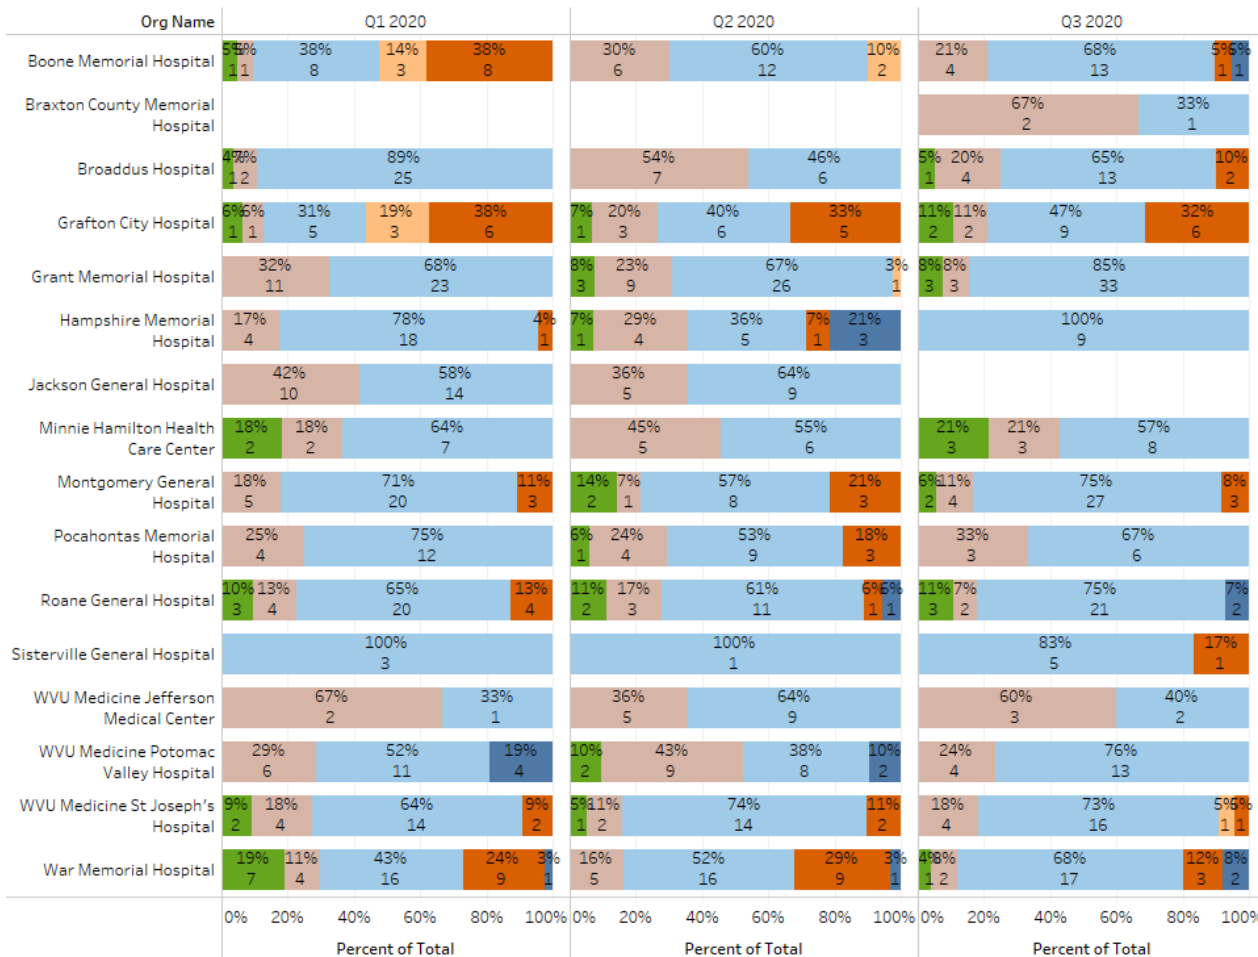 Org Name Q1 2020 Q2 2020 Q3 2020
5% 5% 38% 14% 38% 30% 60% 10% 21% 68% 5% 5%
Boone Memorial Hospital
1 1 8 3 8 6 12 2 4 13 1 1
Braxton County Memorial 67% 33%
Hospital 2 1
4% 7% 89% 54% 46% 5% 20% 65% 10%
Broaddus Hospital
1 2 25 7 6 1 4 13 2
6% 6% 31% 19% 38% 7% 20% 40% 33% 11% 11% 47% 32%
Grafton City Hospital
1 1 5 3 6 1 3 6 5 2 2 9 6
32% 68% 8% 23% 67% 3% 8% 8% 85%
Grant Memorial Hospital
11 23 3 9 26 1 3 3 33
Hampshire Memorial 17% 78% 4% 7% 29% 36% 7% 21% 100%
Hospital 4 18 1 1 4 5 1 3 9
42% 58% 36% 64%
Jackson General Hospital
10 14 5 9
Minnie Hamilton Health 18% 18% 64% 45% 55% 21% 21% 57%
Care Center 2 2 7 5 6 3 3 8
Montgomery General 18% 71% 11% 14% 7% 57% 21% 6% 11% 75% 8%
Hospital 5 20 3 2 1 8 3 2 4 27 3
Pocahontas Memorial 25% 75% 6% 24% 53% 18% 33% 67%
Hospital 4 12 1 4 9 3 3 6
10% 13% 65% 13% 11% 17% 61% 6% 6% 11% 7% 75% 7%
Roane General Hospital
3 4 20 4 2 3 11 1 1 3 2 21 2
100% 100% 83% 17%
Sisterville General Hospital
3 1 5 1
WVU Medicine Jefferson 67% 33% 36% 64% 60% 40%
Medical Center 2 1 5 9 3 2
WVU Medicine Potomac 29% 52% 19% 10% 43% 38% 10% 24% 76%
Valley Hospital 6 11 4 2 9 8 2 4 13
WVU Medicine St Joseph's 9% 18% 64% 9% 5% 11% 74% 11% 18% 73% 5% 5%
Hospital 2 4 14 2 1 2 14 2 4 16 1 1
19% 11% 43% 24% 3% 16% 52% 29% 3% 4% 8% 68% 12% 8%
War Memorial Hospital
7 4 16 9 1 5 16 9 1 1 2 17 3 2
0% 20% 40% 60% 80% 100% 0% 20% 40% 60% 80% 100% 0% 20% 40% 60% 80% 100%
Percent of Total Percent of Total Percent of Total